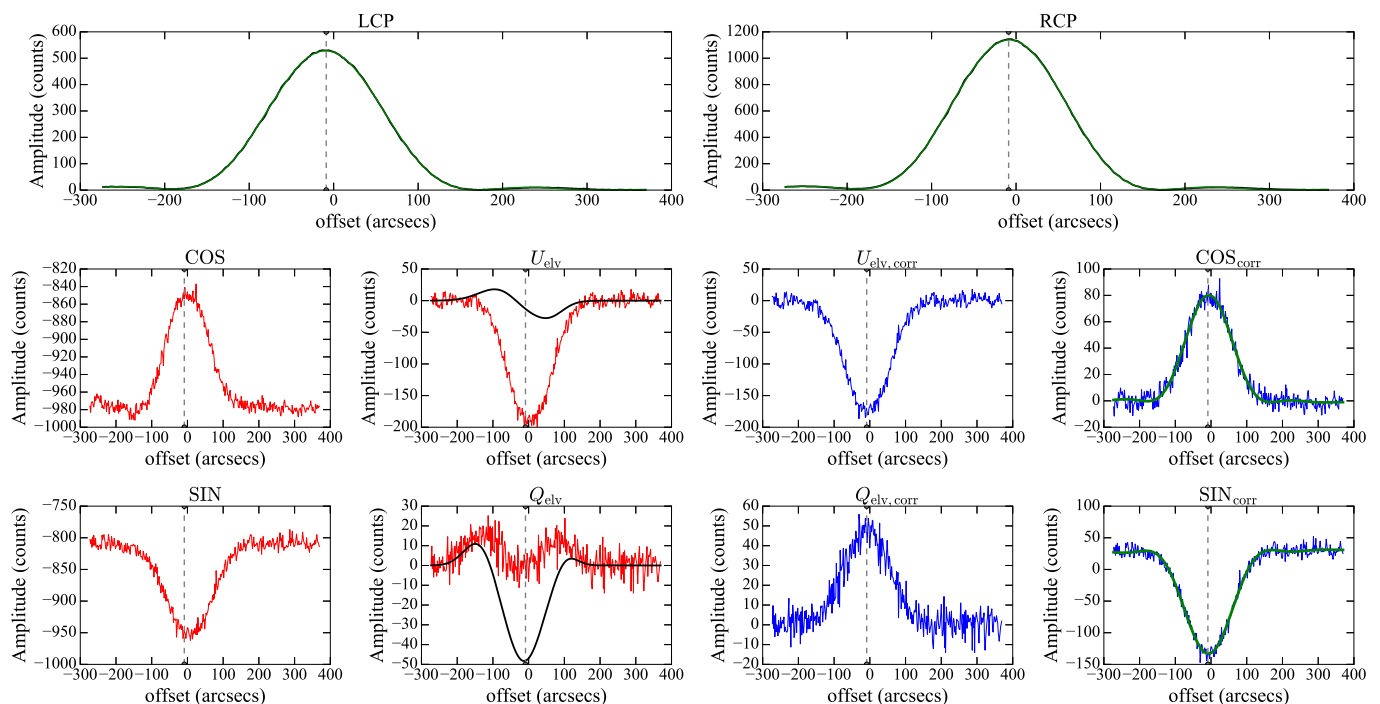 LCP
Amplitude (counts)
600
500
400
300
200
100
0
−300 −200 −100 0 100 200 300 400
offset (arcsecs)
RCP
Amplitude (counts)
1200
1000
800
600
400
200
0
−300 −200 −100 0 100 200 300 400
offset (arcsecs)
COS
Amplitude (counts)
−820
−840
−860
−880
−900
−920
−940
−960
−980
−1000
−300−200−100 0 100 200 300 400
offset (arcsecs)
U_elv
Amplitude (counts)
50
0
−50
−100
−150
−200
−300−200−100 0 100 200 300 400
offset (arcsecs)
U_elv, corr
Amplitude (counts)
50
0
−50
−100
−150
−200
−300−200−100 0 100 200 300 400
offset (arcsecs)
COS_corr
Amplitude (counts)
100
80
60
40
20
0
−20
−300−200−100 0 100 200 300 400
offset (arcsecs)
SIN
Amplitude (counts)
−750
−800
−850
−900
−950
−1000
−300−200−100 0 100 200 300 400
offset (arcsecs)
Q_elv
Amplitude (counts)
30
20
10
0
−10
−20
−30
−40
−50
−300−200−100 0 100 200 300 400
offset (arcsecs)
Q_elv, corr
Amplitude (counts)
60
50
40
30
20
10
0
−10
−20
−300−200−100 0 100 200 300 400
offset (arcsecs)
SIN_corr
Amplitude (counts)
100
50
0
−50
−100
−150
−300−200−100 0 100 200 300 400
offset (arcsecs)